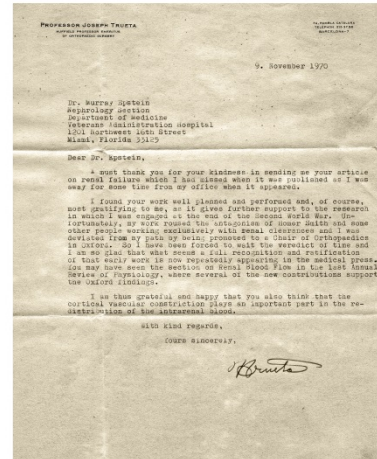 PROFESSOR JOSEPH TRUETA
NUFFIELD PROFESSOR EMERITUS
OF ORTHOPAEDIC SURGERY
BARCELONA-7
9. November 1970
Dr. Murray Epstein
Nephrology Section
Department of Medicine
Veterans Administration Hospital
1201 Northwest 16th Street
Miami, Florida 33125
Dear Dr. Epstein,
I must thank you for your kindness in sending me your article
on renal failure which I had missed when it was published as I was
away for some time from my office when it appeared.
I found your work well planned and performed and, of course,
most gratifying to me, as it gives further support to the research
in which I was engaged at the end of the Second World War. Un-
fortunately, my work roused the antagonism of Homer Smith and some
other people working exclusively with renal clearances and I was
deviated from my path by being promoted to a Chair of Orthopaedics
in Oxford. So I have been forced to wait the verdict of time and
I am so glad that what seems a full recognition and ratification
of that early work is now repeatedly appearing in the medical press.
You may have seen the Section on Renal Blood Flow in the last Annual
Review of Physiology, where several of the new contributions support
the Oxford findings.
I am thus grateful and happy that you also think that the
cortical vascular constriction plays an important part in the re-
distribution of the intrarenal blood.
With kind regards,
Yours sincerely,
J Trueta